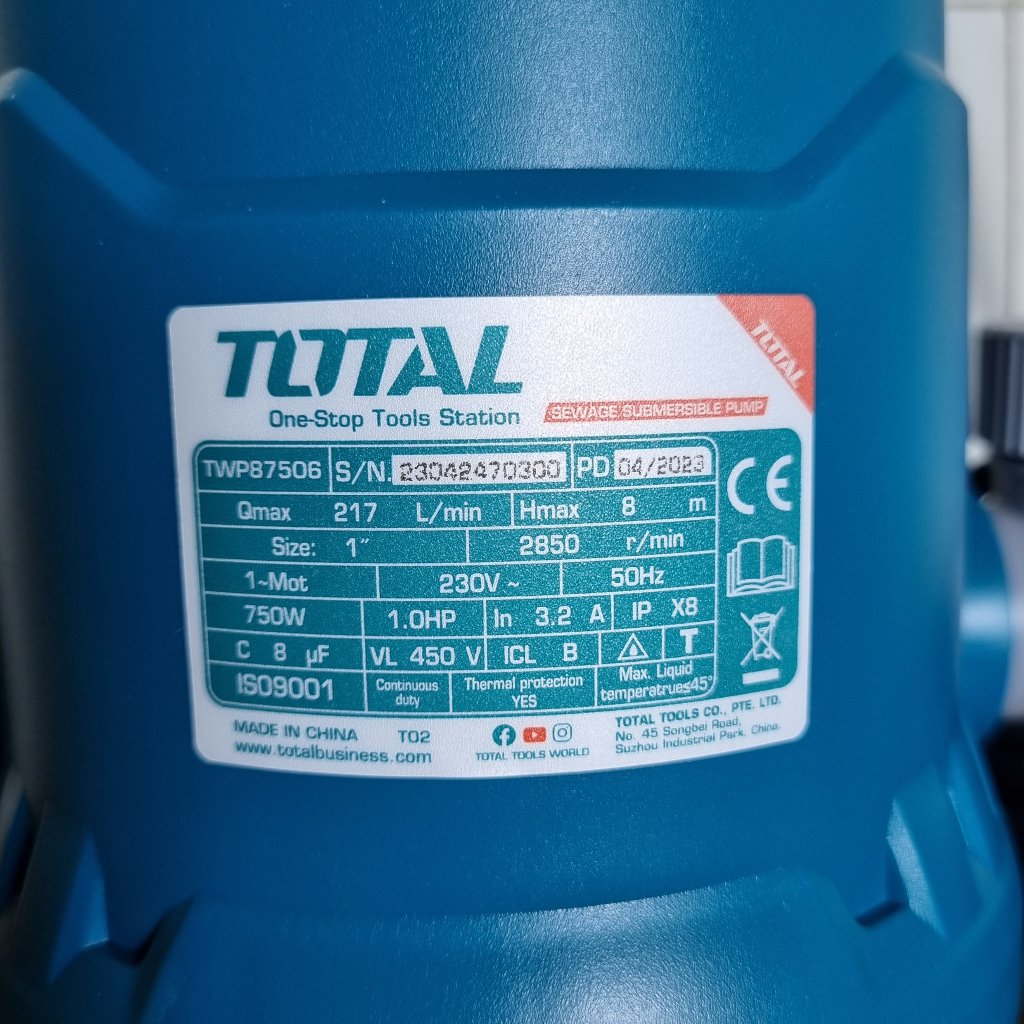 TOTAL
TOTAL
One-Stop Tools Station
SEWAGE SUBMERSIBLE PUMP
TWP87506 S/N. 23042470300 PD 04/2023
Qmax 217 L/min Hmax 8 m
Size: 1″ 2850 r/min
1~Mot 230V ~ 50Hz
750W 1.0HP In 3.2 A IP X8
C 8 µF VL 450 V ICL B T
ISO9001 Continuous duty Thermal protection YES Max. Liquid temperatrue≤45°
MADE IN CHINA T02
www.totalbusiness.com
TOTAL TOOLS WORLD
TOTAL TOOLS CO., PTE. LTD.
No. 45 Songbei Road,
Suzhou Industrial Park, China.
CE